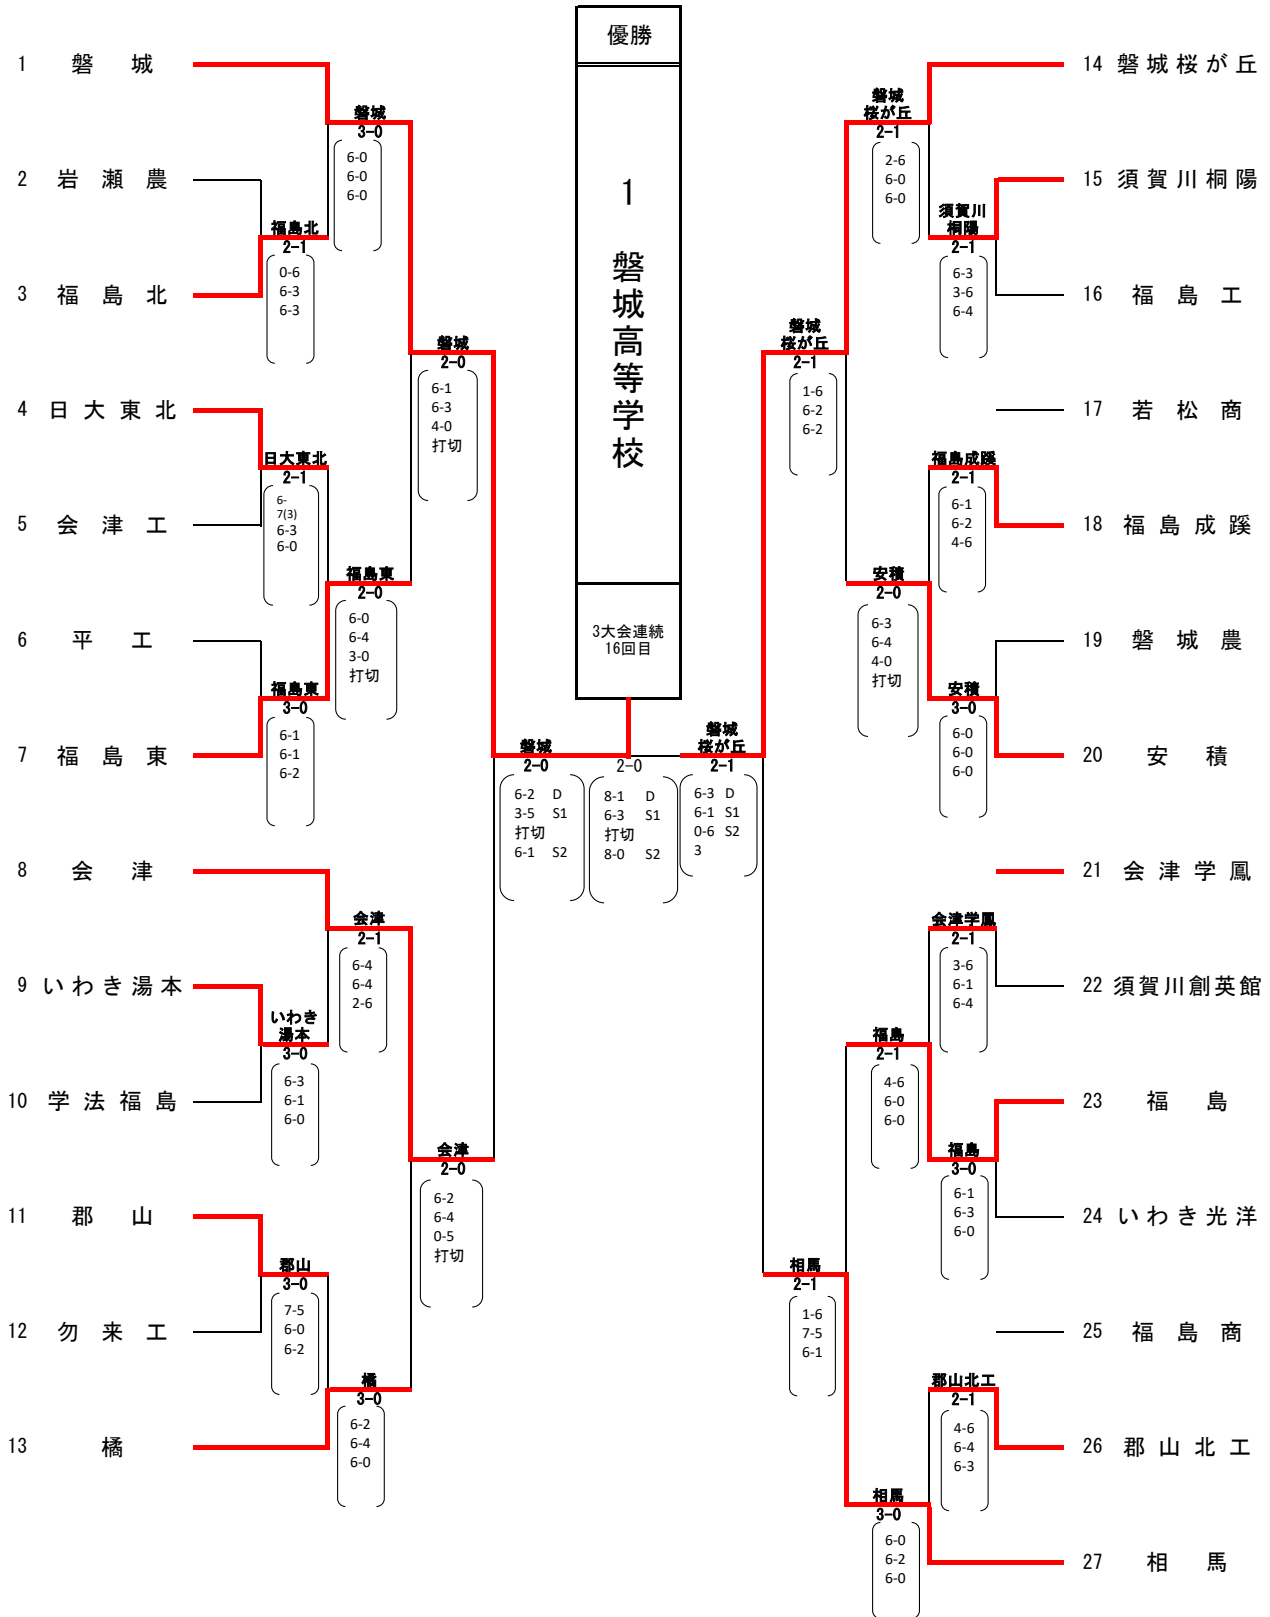 優勝
1
磐城高等学校
3大会連続
16回目
1 磐城
2 岩瀬農
3 福島北
4 日大東北
5 会津工
6 平工
7 福島東
8 会津
9 いわき湯本
10 学法福島
11 郡山
12 勿来工
13 橘
磐城
3-0
6-0
6-0
6-0
福島北
2-1
0-6
6-3
6-3
磐城
2-0
6-1
6-3
4-0
打切
日大東北
2-1
6-
7(3)
6-3
6-0
福島東
2-0
6-0
6-4
3-0
打切
福島東
3-0
6-1
6-1
6-2
磐城
2-0
6-2 D
3-5 S1
打切
6-1 S2
2-0
8-1 D
6-3 S1
打切
8-0 S2
磐城
桜が丘
2-1
6-3 D
6-1 S1
0-6 S2
3
会津
2-1
6-4
6-4
2-6
いわき
湯本
3-0
6-3
6-1
6-0
会津
2-0
6-2
6-4
0-5
打切
郡山
3-0
7-5
6-0
6-2
橘
3-0
6-2
6-4
6-0
14 磐城桜が丘
15 須賀川桐陽
16 福島工
17 若松商
18 福島成蹊
19 磐城農
20 安積
21 会津学鳳
22 須賀川創英館
23 福島
24 いわき光洋
25 福島商
26 郡山北工
27 相馬
磐城
桜が丘
2-1
2-6
6-0
6-0
須賀川
桐陽
2-1
6-3
3-6
6-4
磐城
桜が丘
2-1
1-6
6-2
6-2
福島成蹊
2-1
6-1
6-2
4-6
安積
2-0
6-3
6-4
4-0
打切
安積
3-0
6-0
6-0
6-0
会津学鳳
2-1
3-6
6-1
6-4
福島
2-1
4-6
6-0
6-0
福島
3-0
6-1
6-3
6-0
相馬
2-1
1-6
7-5
6-1
郡山北工
2-1
4-6
6-4
6-3
相馬
3-0
6-0
6-2
6-0